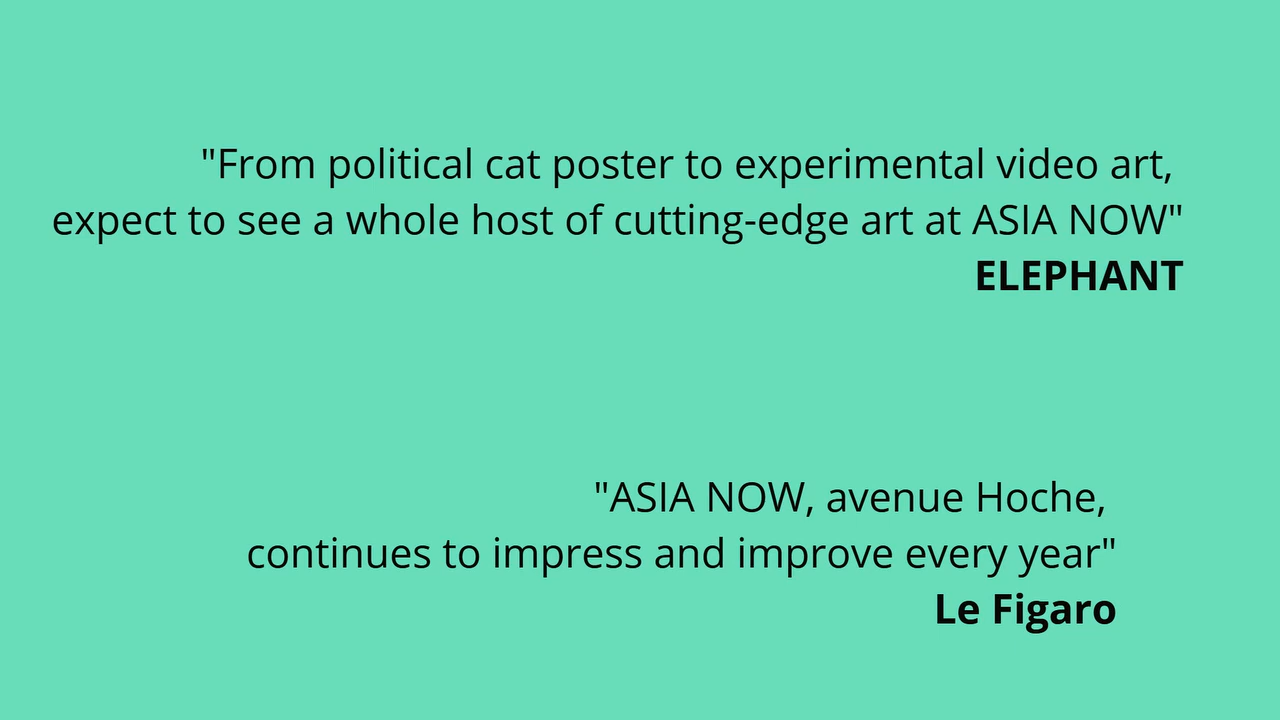 "From political cat poster to experimental video art,
expect to see a whole host of cutting-edge art at ASIA NOW"
ELEPHANT
"ASIA NOW, avenue Hoche,
continues to impress and improve every year"
Le Figaro